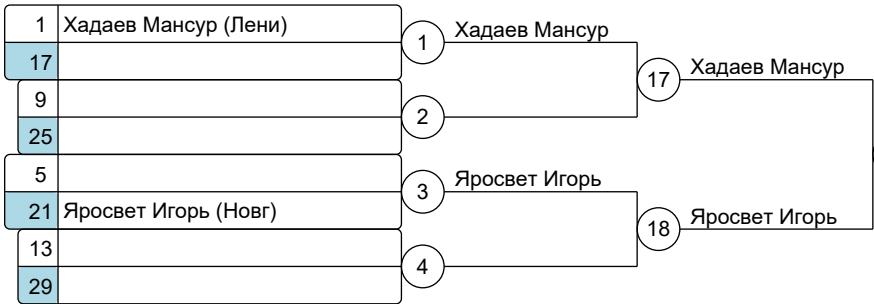 1 Хадаев Мансур (Лени)
17
1 Хадаев Мансур
9
25
2
17 Хадаев Мансур
5
21 Яросвет Игорь (Новг)
3 Яросвет Игорь
13
29
4
18 Яросвет Игорь